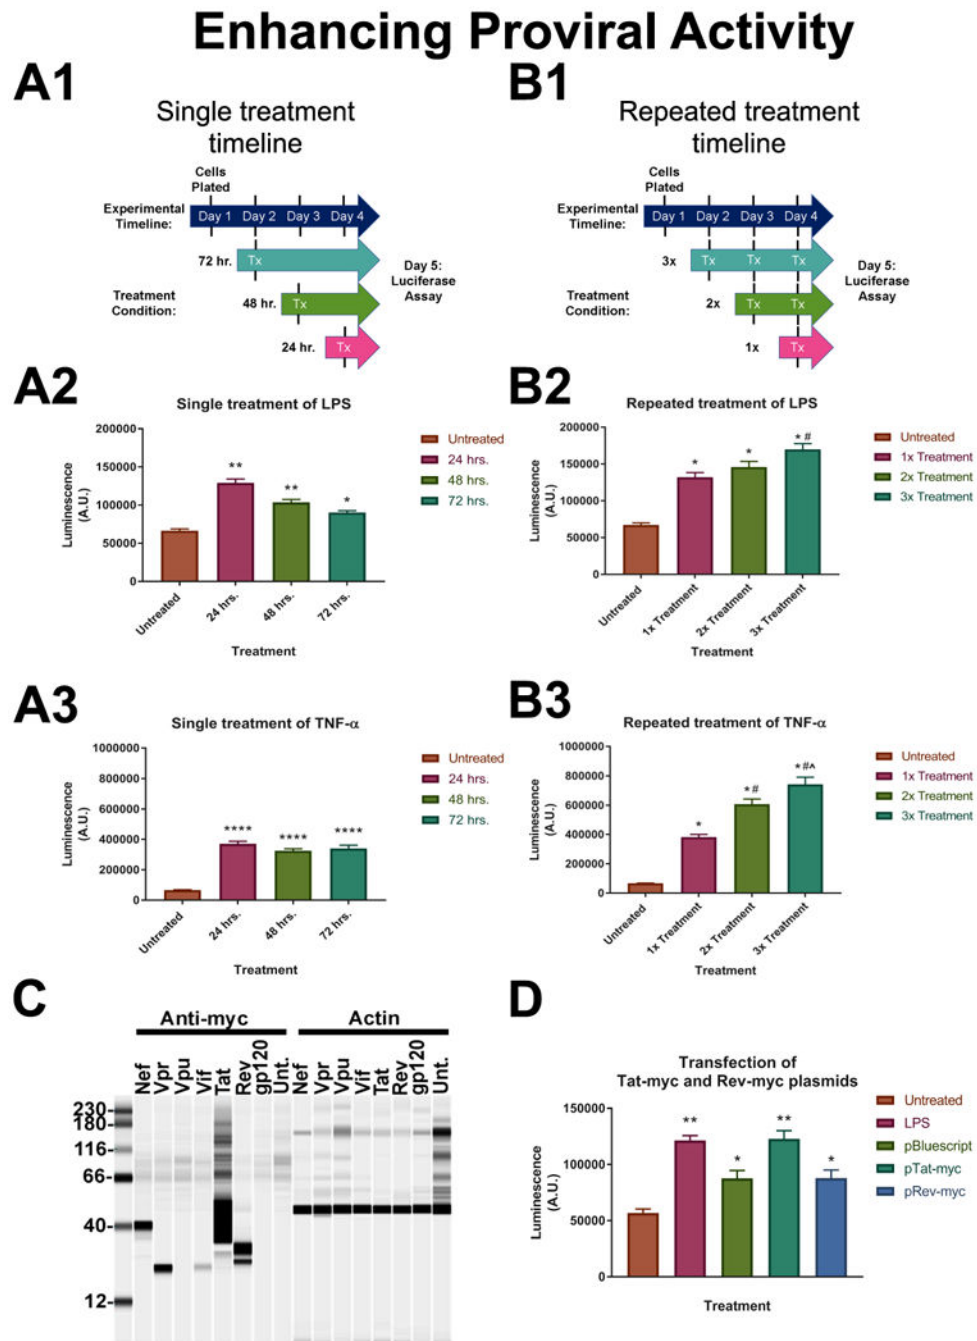 Enhancing Proviral Activity
A1
Single treatment
timeline
Cells
Plated
Experimental
Timeline:
Day 1 Day 2 Day 3 Day 4
72 hr.
Tx
Treatment
Condition:
48 hr.
Tx
24 hr.
Tx
Day 5:
Luciferase
Assay
B1
Repeated treatment
timeline
Cells
Plated
Experimental
Timeline:
Day 1 Day 2 Day 3 Day 4
3x
Tx Tx Tx
Treatment
Condition:
2x
Tx Tx
1x
Tx
Day 5:
Luciferase
Assay
A2
Single treatment of LPS
Luminescence
(A.U.)
200000
150000
100000
50000
0
** ** *
Untreated
24 hrs.
48 hrs.
72 hrs.
Treatment
Untreated
24 hrs.
48 hrs.
72 hrs.
B2
Repeated treatment of LPS
Luminescence
(A.U.)
200000
150000
100000
50000
0
* * * #
Untreated
1x Treatment
2x Treatment
3x Treatment
Treatment
Untreated
1x Treatment
2x Treatment
3x Treatment
A3
Single treatment of TNF-α
Luminescence
(A.U.)
1000000
800000
600000
400000
200000
0
**** **** ****
Untreated
24 hrs.
48 hrs.
72 hrs.
Treatment
Untreated
24 hrs.
48 hrs.
72 hrs.
B3
Repeated treatment of TNF-α
Luminescence
(A.U.)
1000000
800000
600000
400000
200000
0
* *# *#^
Untreated
1x Treatment
2x Treatment
3x Treatment
Treatment
Untreated
1x Treatment
2x Treatment
3x Treatment
C
Anti-myc Actin
Nef Vpr Vpu Vif Tat Rev gp120 Unt. Nef Vpr Vpu Vif Tat Rev gp120 Unt.
230-
180-
116-
66-
40-
12-
D
Transfection of
Tat-myc and Rev-myc plasmids
Luminescence
(A.U.)
150000
100000
50000
0
** * ** *
Treatment
Untreated
LPS
pBluescript
pTat-myc
pRev-myc